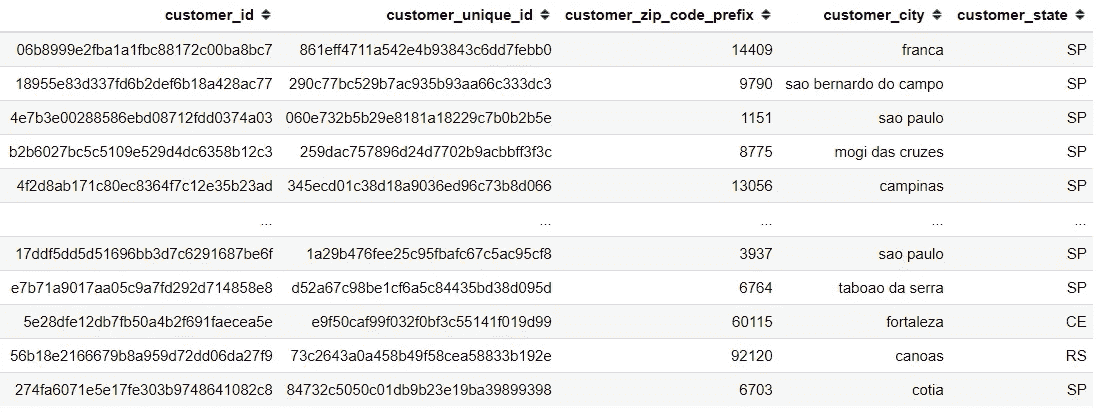 customer_id customer_unique_id customer_zip_code_prefix customer_city customer_state
06b8999e2fba1a1fbc88172c00ba8bc7 861eff4711a542e4b93843c6dd7febb0 14409 franca SP
18955e83d337fd6b2def6b18a428ac77 290c77bc529b7ac935b93aa66c333dc3 9790 sao bernardo do campo SP
4e7b3e00288586ebd08712fdd0374a03 060e732b5b29e8181a18229c7b0b2b5e 1151 sao paulo SP
b2b6027bc5c5109e529d4dc6358b12c3 259dac757896d24d7702b9acbbff3f3c 8775 mogi das cruzes SP
4f2d8ab171c80ec8364f7c12e35b23ad 345ecd01c38d18a9036ed96c73b8d066 13056 campinas SP
... ... ... ... ...
17ddf5dd5d51696bb3d7c6291687be6f 1a29b476fee25c95fbafc67c5ac95cf8 3937 sao paulo SP
e7b71a9017aa05c9a7fd292d714858e8 d52a67c98be1cf6a5c84435bd38d095d 6764 taboao da serra SP
5e28dfe12db7fb50a4b2f691faecea5e e9f50caf99f032f0bf3c55141f019d99 60115 fortaleza CE
56b18e2166679b8a959d72dd06da27f9 73c2643a0a458b49f58cea58833b192e 92120 canoas RS
274fa6071e5e17fe303b9748641082c8 84732c5050c01db9b23e19ba39899398 6703 cotia SP